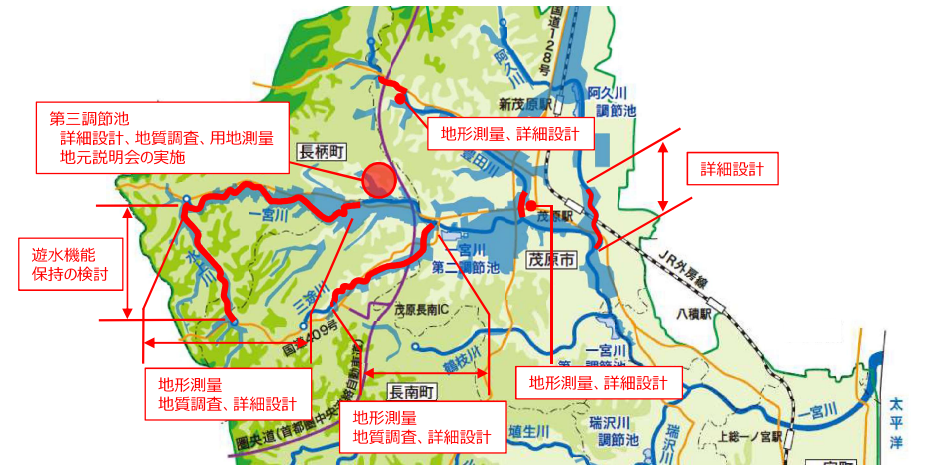 国道128号
阿久川
新茂原駅
阿久川
調節池
第三調節池
詳細設計、地質調査、用地測量
地元説明会の実施
地形測量、詳細設計
長柄町
豊田川
詳細設計
一宮川
茂原駅
遊水機能
保持の検討
水上川
一宮川
第二調節池
茂原市
JR外房線
三途川
茂原長南IC
八積駅
国道409号
鶴枝川
一宮川
調節池
地形測量
地質調査、詳細設計
地形測量、詳細設計
長南町
地形測量
地質調査、詳細設計
圏央道(首都圏中央連絡自動車道)
埴生川
瑞沢川
調節池
瑞沢川
上総一ノ宮駅
一宮川
太平洋